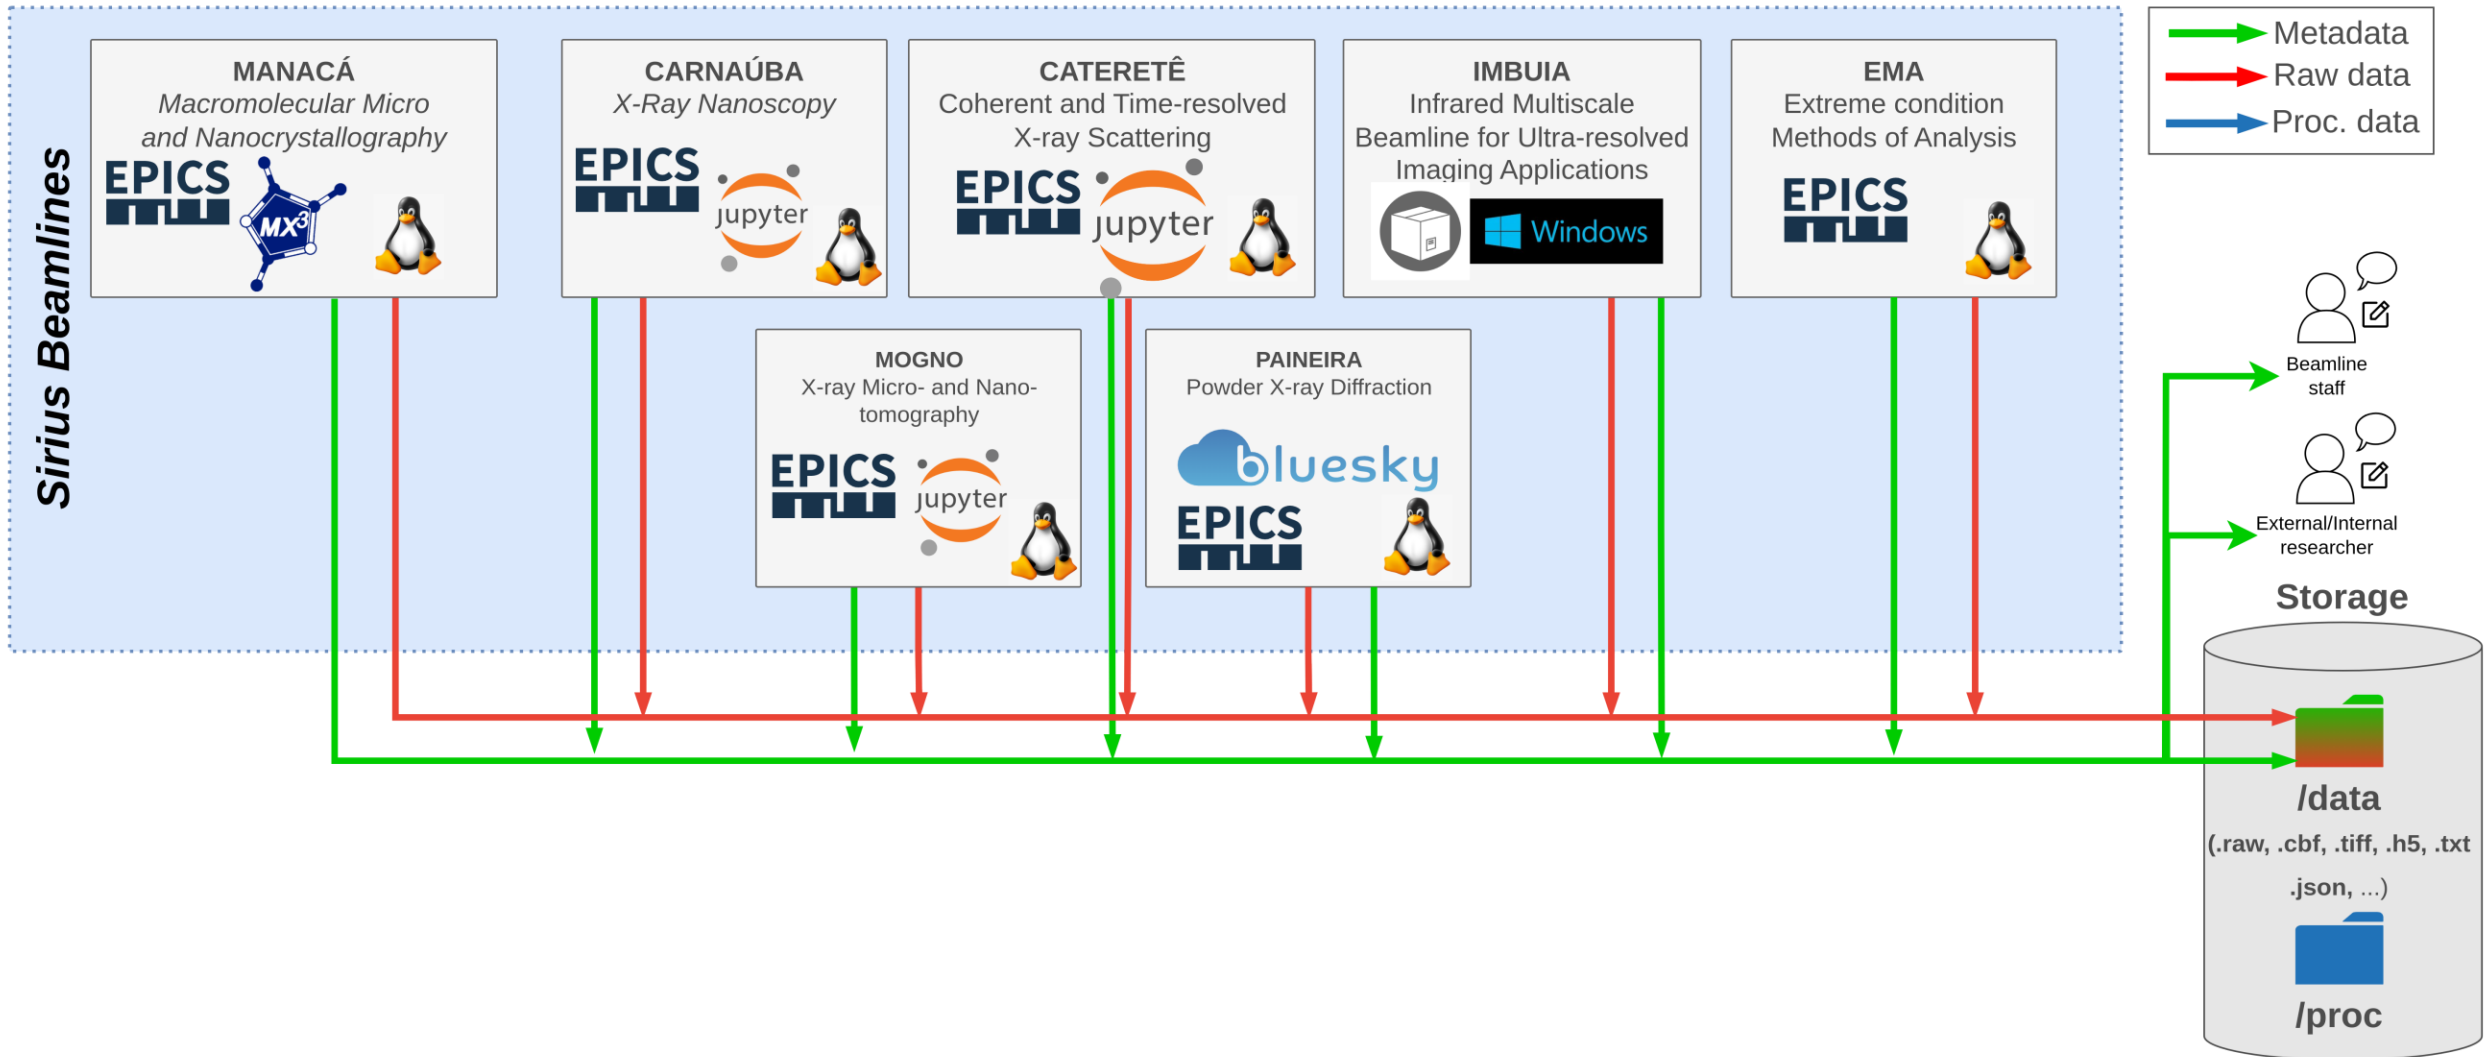 Sirius Beamlines
MANACÁ
Macromolecular Micro
and Nanocrystallography
EPICS
MX3
CARNAÚBA
X-Ray Nanoscopy
EPICS
jupyter
CATERETÊ
Coherent and Time-resolved
X-ray Scattering
EPICS
jupyter
IMBUIA
Infrared Multiscale
Beamline for Ultra-resolved
Imaging Applications
Windows
EMA
Extreme condition
Methods of Analysis
EPICS
MOGNO
X-ray Micro- and Nano-
tomography
EPICS
jupyter
PAINEIRA
Powder X-ray Diffraction
bluesky
EPICS
Metadata
Raw data
Proc. data
Beamline
staff
External/Internal
researcher
Storage
/data
(.raw, .cbf, .tiff, .h5, .txt
.json, ...)
/proc